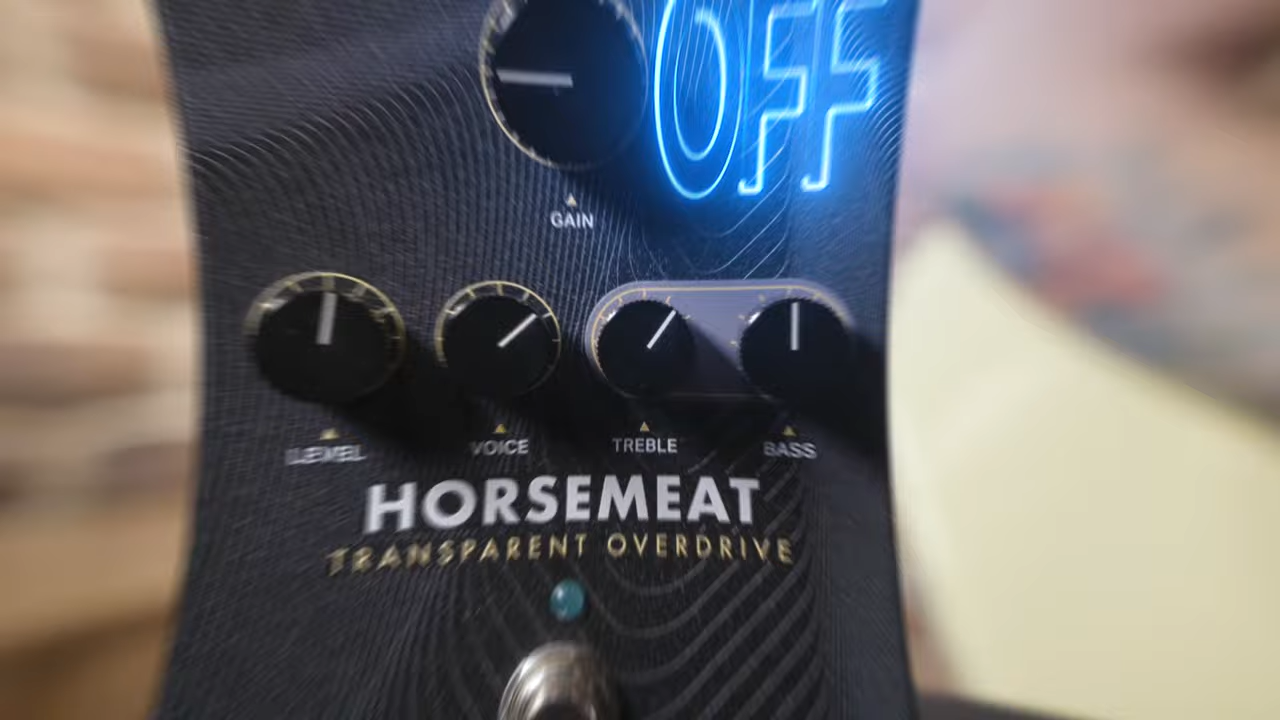 OFF
GAIN
LEVEL VOICE TREBLE BASS
HORSEMEAT
TRANSPARENT OVERDRIVE